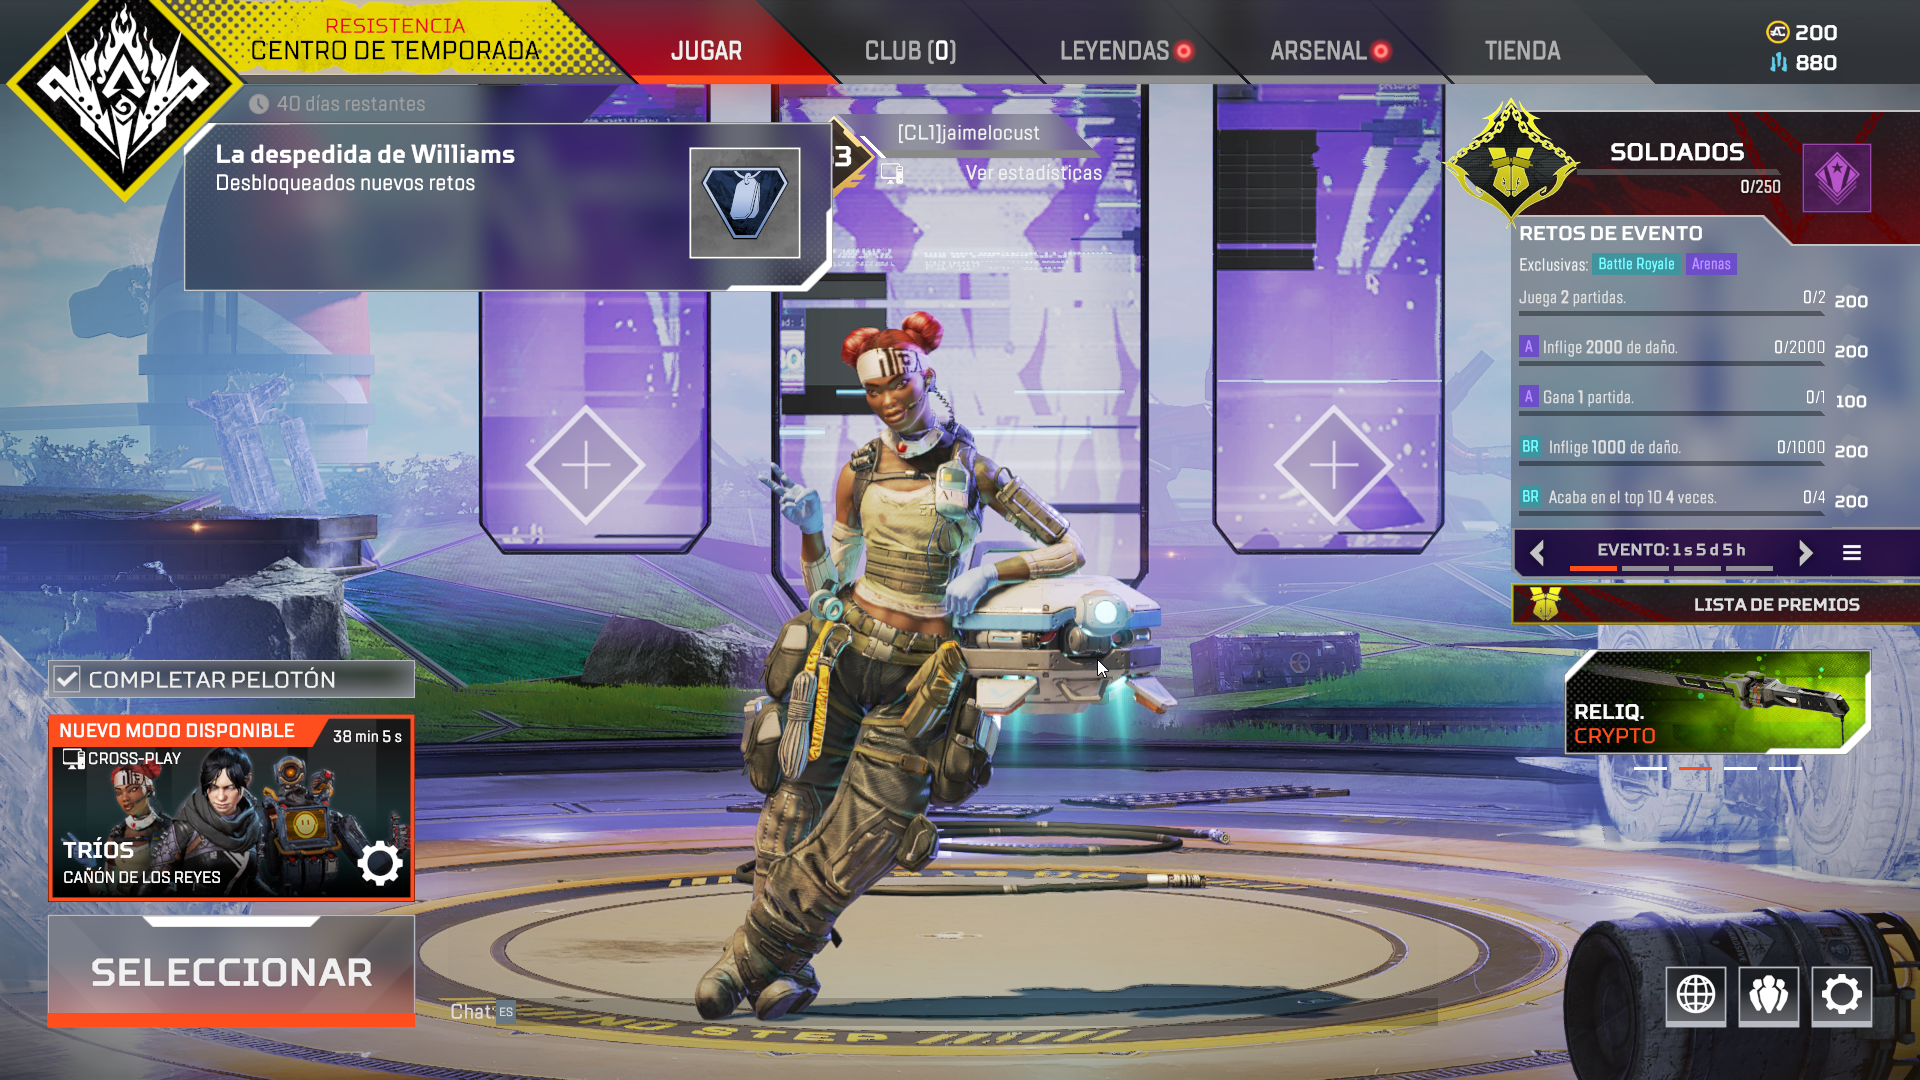 RESISTENCIA
CENTRO DE TEMPORADA
JUGAR
CLUB (0)
LEYENDAS
ARSENAL
TIENDA
200
880
40 días restantes
La despedida de Williams
Desbloqueados nuevos retos
3
[CL1]jaimelocust
Ver estadísticas
SOLDADOS
0/250
RETOS DE EVENTO
Exclusivas: Battle Royale Arenas
Juega 2 partidas. 0/2 200
A Inflige 2000 de daño. 0/2000 200
A Gana 1 partida. 0/1 100
BR Inflige 1000 de daño. 0/1000 200
BR Acaba en el top 10 4 veces. 0/4 200
EVENTO: 1 s 5 d 5 h
LISTA DE PREMIOS
RELIQ.
CRYPTO
COMPLETAR PELOTÓN
NUEVO MODO DISPONIBLE
38 min 5 s
CROSS-PLAY
TRÍOS
CAÑÓN DE LOS REYES
SELECCIONAR
Chat: ES
NO STEP